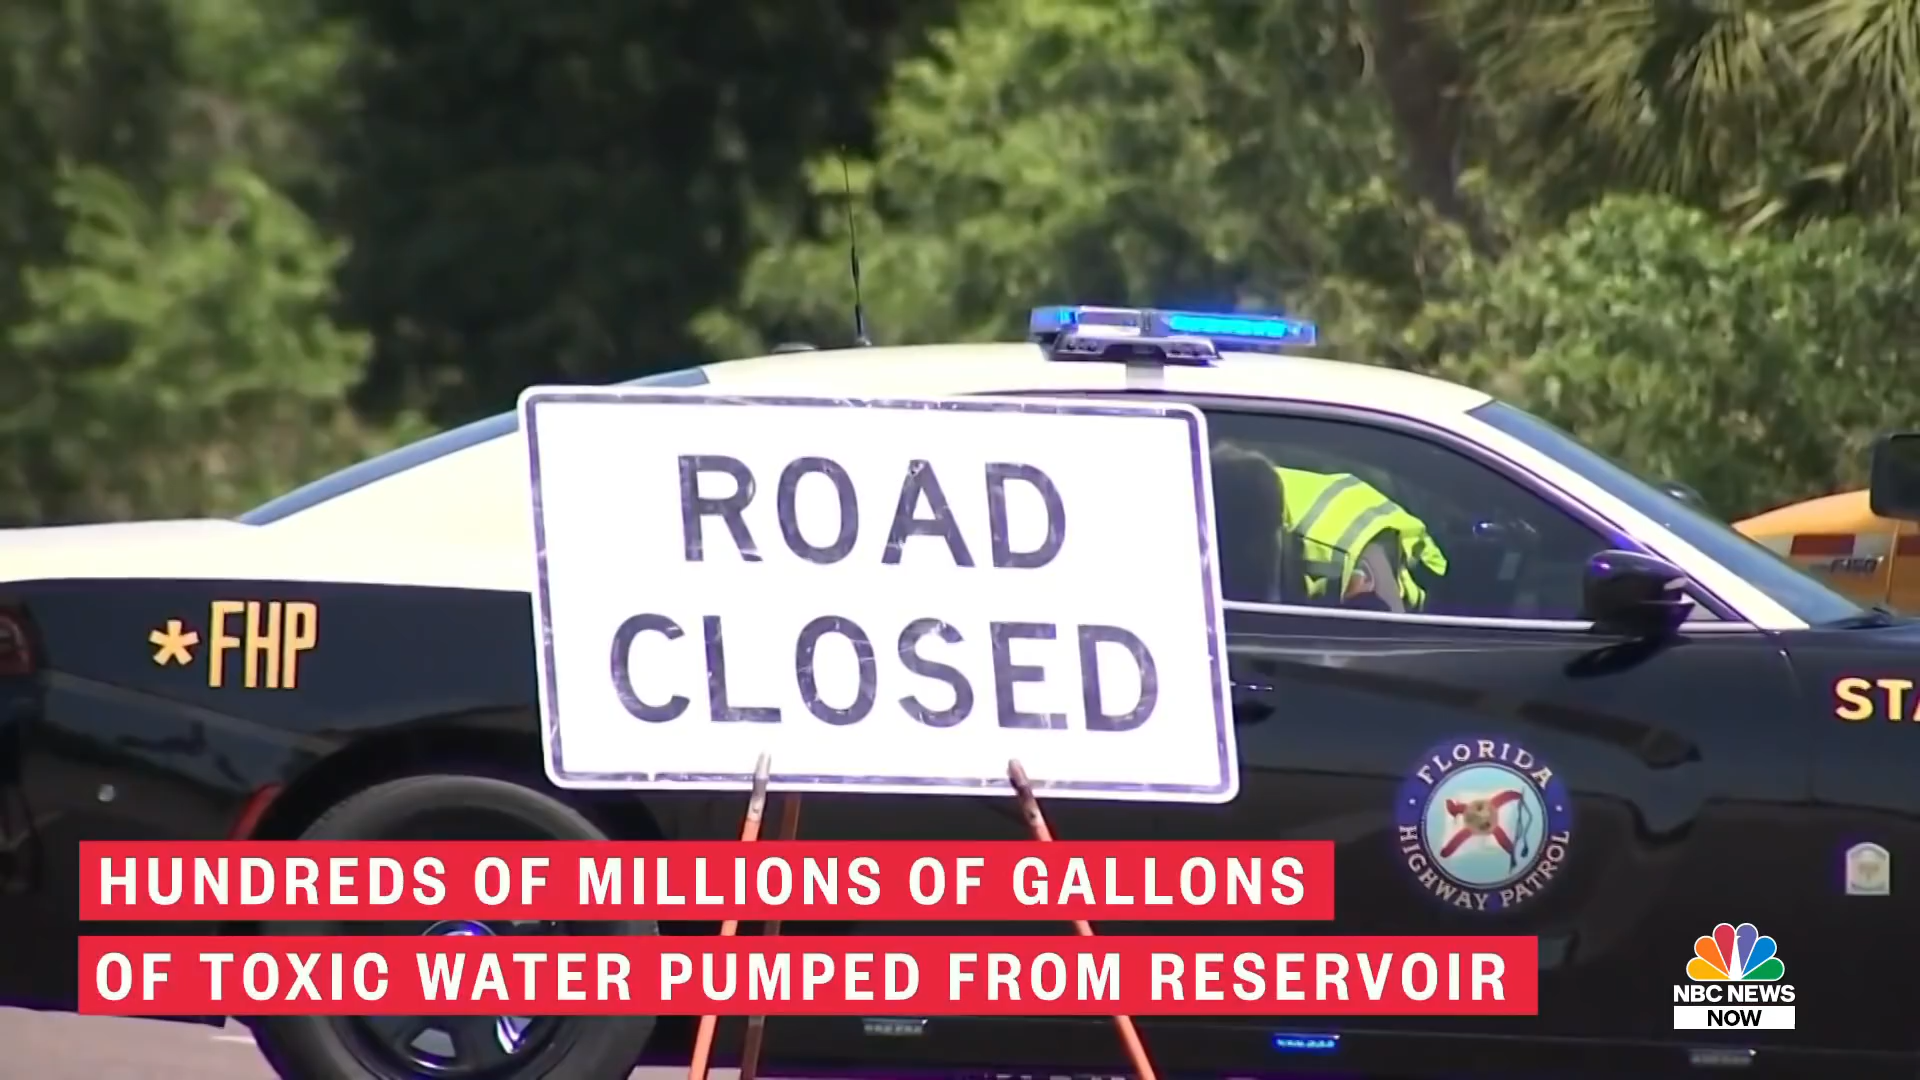 ROAD
CLOSED
*FHP
F-150
STA
FLORIDA
HIGHWAY PATROL
HUNDREDS OF MILLIONS OF GALLONS
OF TOXIC WATER PUMPED FROM RESERVOIR
NBC NEWS
NOW